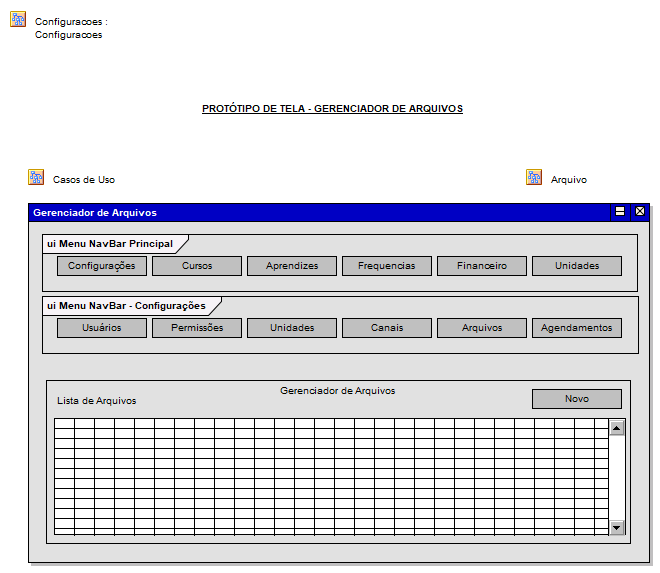 Configuracoes :
Configuracoes
PROTÓTIPO DE TELA - GERENCIADOR DE ARQUIVOS
Casos de Uso
Arquivo
Gerenciador de Arquivos
ui Menu NavBar Principal
Configurações
Cursos
Aprendizes
Frequencias
Financeiro
Unidades
ui Menu NavBar - Configurações
Usuários
Permissões
Unidades
Canais
Arquivos
Agendamentos
Gerenciador de Arquivos
Lista de Arquivos
Novo